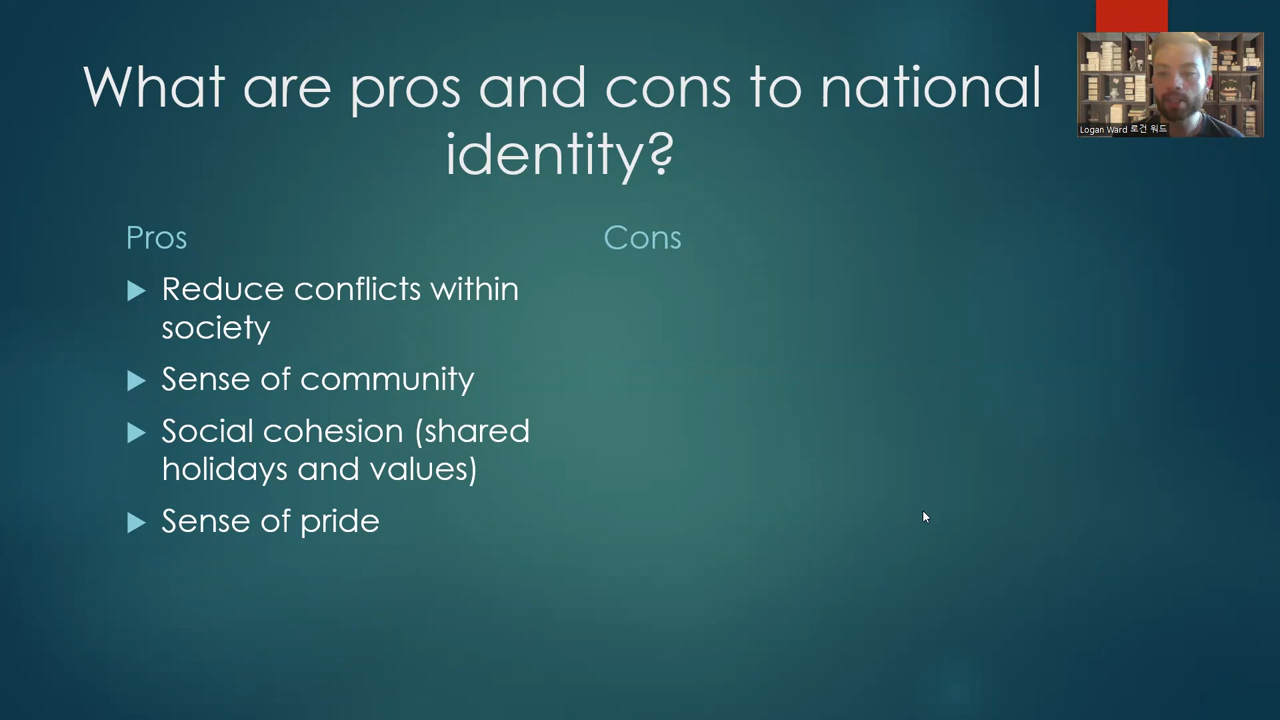 What are pros and cons to national
identity?
Logan Ward 로건 워드
Pros
Reduce conflicts within
society
Sense of community
Social cohesion (shared
holidays and values)
Sense of pride
Cons